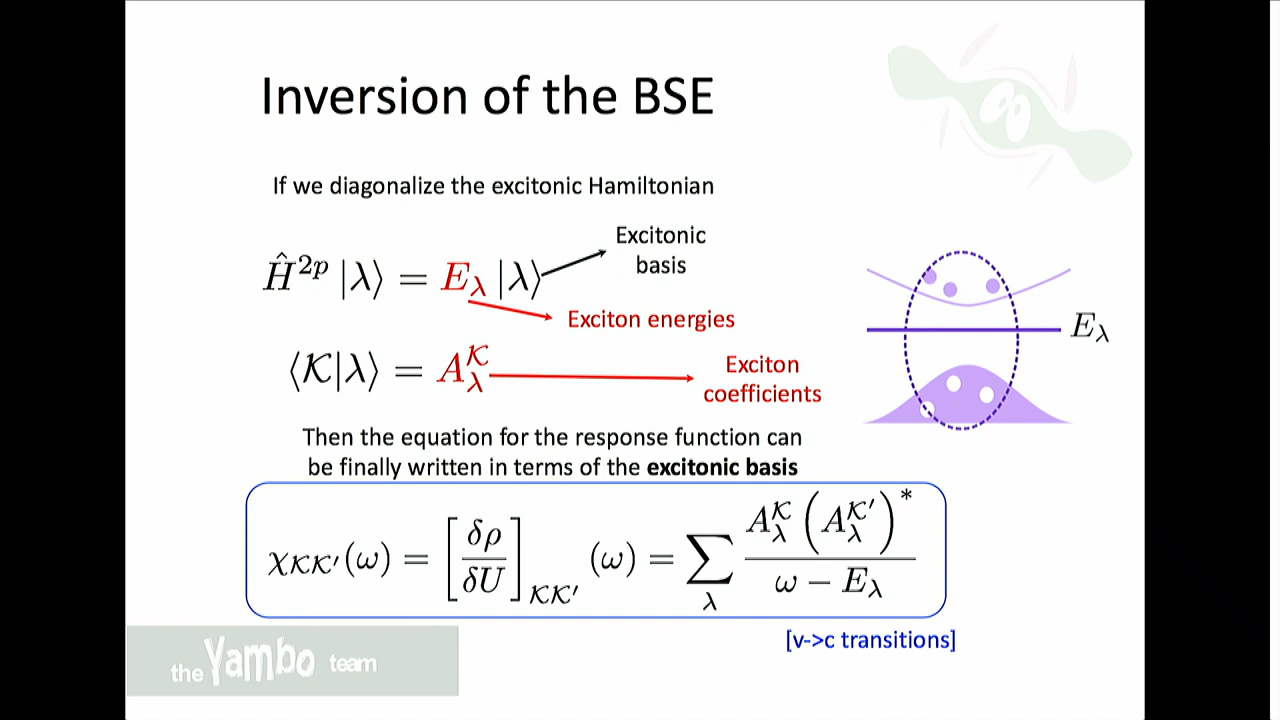 Inversion of the BSE
If we diagonalize the excitonic Hamiltonian
Excitonic
basis
Ĥ²ᵖ |λ⟩ = E_λ |λ⟩
Exciton energies
E_λ
⟨𝒦|λ⟩ = A_λ^𝒦
Exciton
coefficients
Then the equation for the response function can
be finally written in terms of the excitonic basis
χ_{𝒦𝒦′}(ω) = [δρ/δU]_{𝒦𝒦′} (ω) = ∑_λ A_λ^𝒦 (A_λ^{𝒦′})^* / (ω − E_λ)
[v->c transitions]
the Yambo team